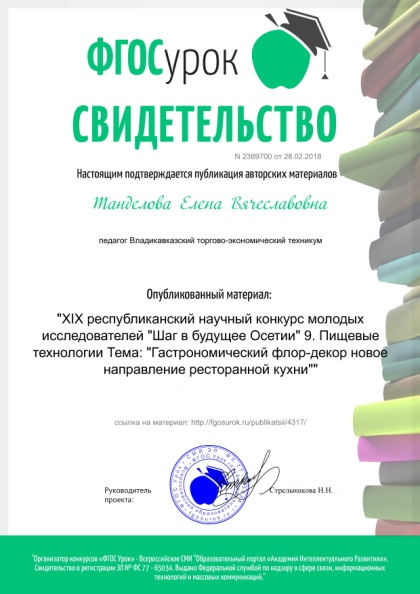 ФГОСурок
СВИДЕТЕЛЬСТВО
N 2389700 от 28.02.2018
Настоящим подтверждается публикация авторских материалов
Танделова Елена Вячеславовна
педагог Владикавказский торгово-экономический техникум
Опубликованный материал:
"XIX республиканский научный конкурс молодых
исследователей "Шаг в будущее Осетии" 9. Пищевые
технологии Тема: "Гастрономический флор-декор новое
направление ресторанной кухни""
ссылка на материал: http://fgosurok.ru/publikatsii/4317/
Руководитель
проекта:
Стрельникова Н.Н.
"Организатор конкурсов «ФГОС Урок» - Всероссийское СМИ "Образовательный портал «Академия Интеллектуального Развития»».
Свидетельство о регистрации ЭЛ № ФС 77 - 65034. Выдано Федеральной службой по надзору в сфере связи, информационных
технологий и массовых коммуникаций."